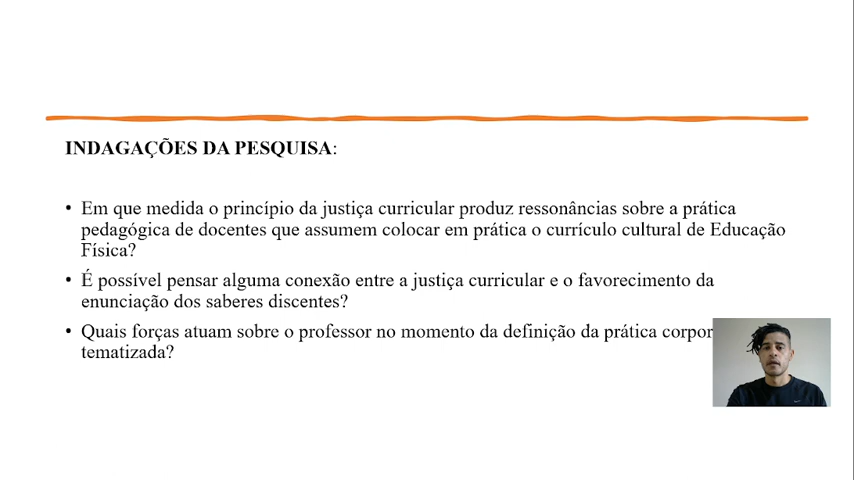 INDAGAÇÕES DA PESQUISA:
• Em que medida o princípio da justiça curricular produz ressonâncias sobre a prática
pedagógica de docentes que assumem colocar em prática o currículo cultural de Educação
Física?
• É possível pensar alguma conexão entre a justiça curricular e o favorecimento da
enunciação dos saberes discentes?
• Quais forças atuam sobre o professor no momento da definição da prática corpor
tematizada?